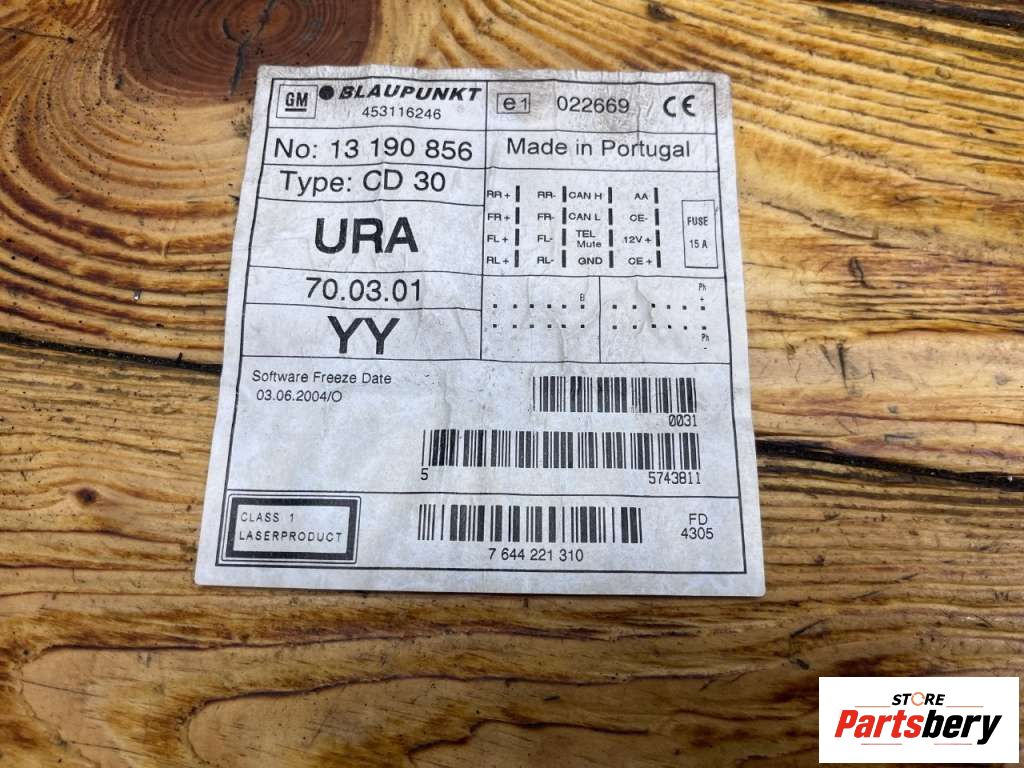 GM BLAUPUNKT
453116246
e1 022669 CE
No: 13 190 856
Made in Portugal
Type: CD 30
URA
70.03.01
YY
RR+ RR- CAN H AA
FR+ FR- CAN L CE-
FL+ FL- TEL Mute 12V+
RL+ RL- GND CE+
FUSE
15 A
Ph
+
Ph
-
Software Freeze Date
03.06.2004/O
0031
5 5743811
CLASS 1
LASERPRODUCT
7 644 221 310
FD
4305
STORE
Partsbery